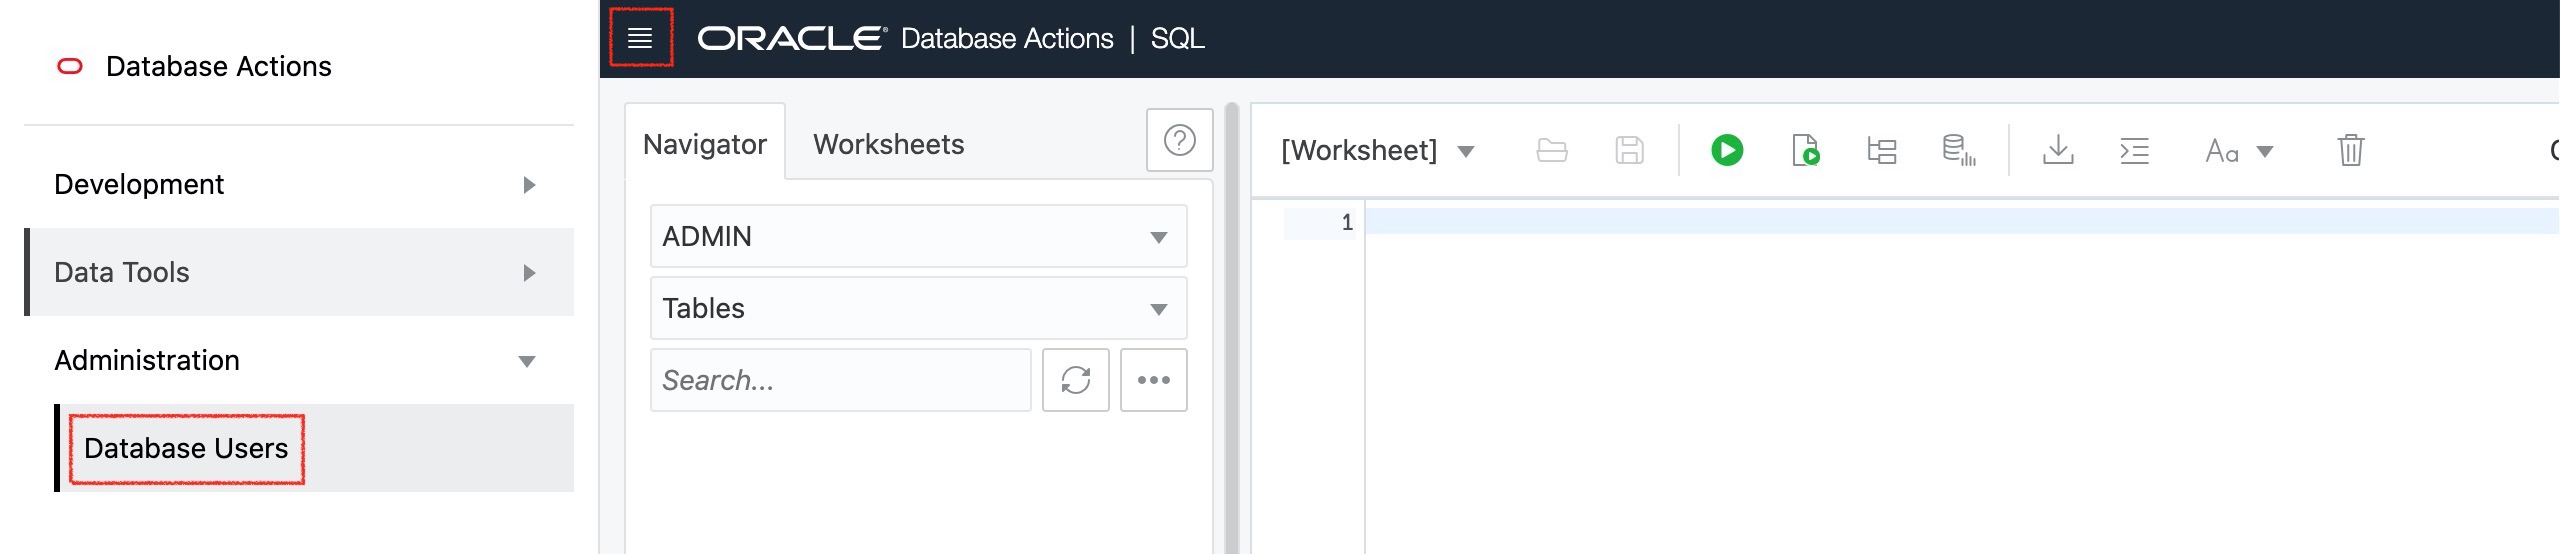 Database Actions
Development
Data Tools
Administration
Database Users
ORACLE® Database Actions | SQL
Navigator
Worksheets
ADMIN
Tables
Search...
[Worksheet]
Aa
1